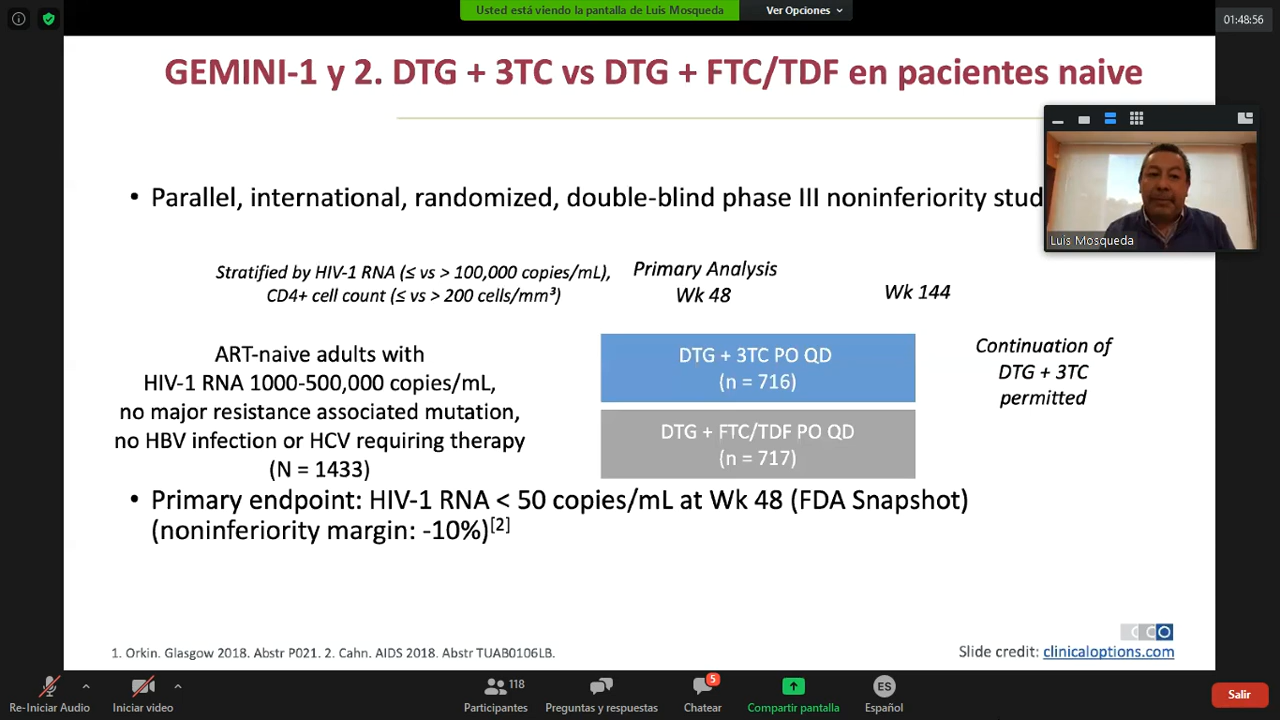 Usted está viendo la pantalla de Luis Mosqueda
Ver Opciones
01:48:56
GEMINI-1 y 2. DTG + 3TC vs DTG + FTC/TDF en pacientes naive
Luis Mosqueda
• Parallel, international, randomized, double-blind phase III noninferiority
Stratified by HIV-1 RNA (≤ vs > 100,000 copies/mL),
CD4+ cell count (≤ vs > 200 cells/mm³)
Primary Analysis
Wk 48
Wk 144
ART-naive adults with
HIV-1 RNA 1000-500,000 copies/mL,
no major resistance associated mutation,
no HBV infection or HCV requiring therapy
(N = 1433)
DTG + 3TC PO QD
(n = 716)
DTG + FTC/TDF PO QD
(n = 717)
Continuation of
DTG + 3TC
permitted
• Primary endpoint: HIV-1 RNA < 50 copies/mL at Wk 48 (FDA Snapshot)
(noninferiority margin: -10%)[2]
CCO
1. Orkin. Glasgow 2018. Abstr P021. 2. Cahn. AIDS 2018. Abstr TUAB0106LB.
Slide credit: clinicaloptions.com
Re-Iniciar Audio
Iniciar video
118
Participantes
Preguntas y respuestas
5
Chatear
Compartir pantalla
ES
Español
Salir